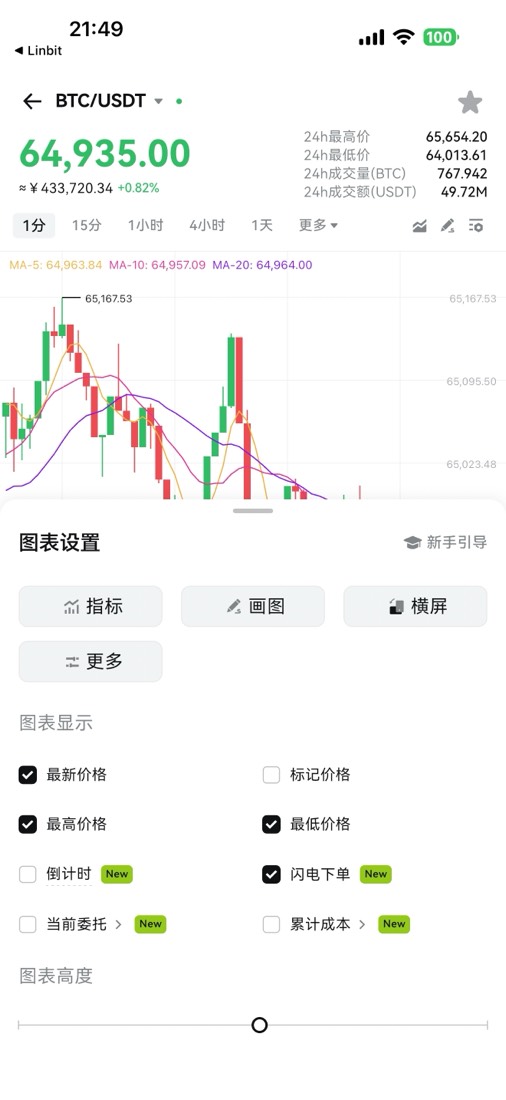 21:49
100
◀ Linbit
BTC/USDT
64,935.00
≈ ¥ 433,720.34 +0.82%
24h最高价 65,654.20
24h最低价 64,013.61
24h成交量(BTC) 767.942
24h成交额(USDT) 49.72M
1分 15分 1小时 4小时 1天 更多
MA-5: 64,963.84 MA-10: 64,957.09 MA-20: 64,964.00
65,167.53 65,167.53
65,095.50
65,023.48
图表设置 新手引导
指标 画图 横屏
更多
图表显示
最新价格 标记价格
最高价格 最低价格
倒计时 New 闪电下单 New
当前委托 > New 累计成本 > New
图表高度